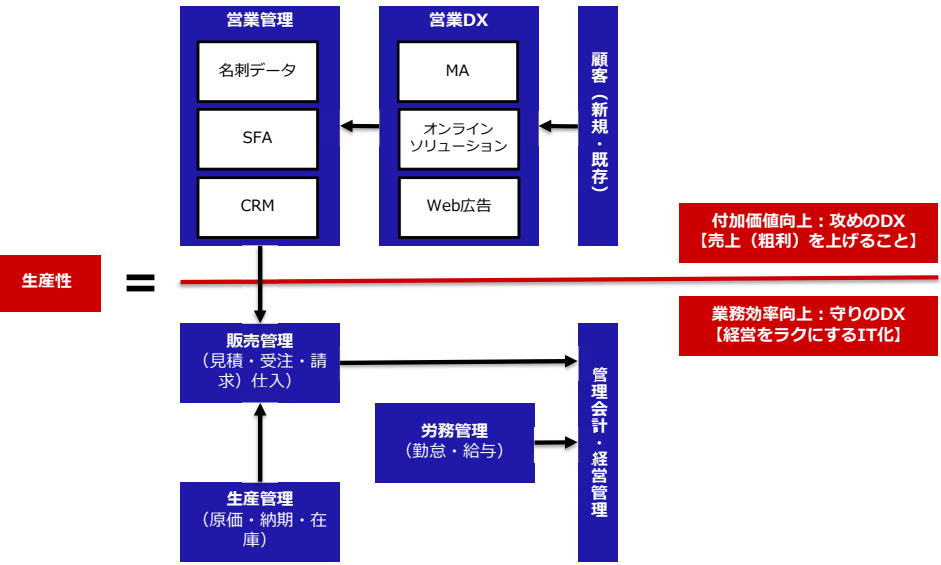 営業管理
名刺データ
SFA
CRM
営業DX
MA
オンライン
ソリューション
Web広告
顧客（新規・既存）
付加価値向上：攻めのDX
【売上（粗利）を上げること】
生産性
=
業務効率向上：守りのDX
【経営をラクにするIT化】
販売管理
（見積・受注・請
求）仕入）
労務管理
（勤怠・給与）
管理会計・経営管理
生産管理
（原価・納期・在
庫）